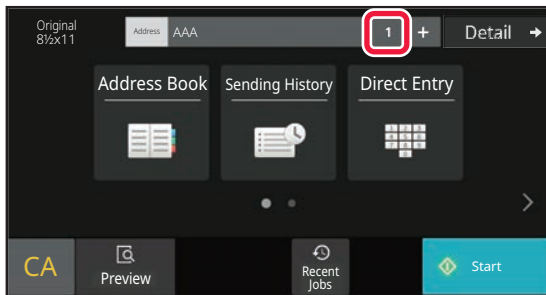 Original
8½x11
Address AAA 1 + Detail
Address Book Sending History Direct Entry
CA Preview Recent Jobs Start